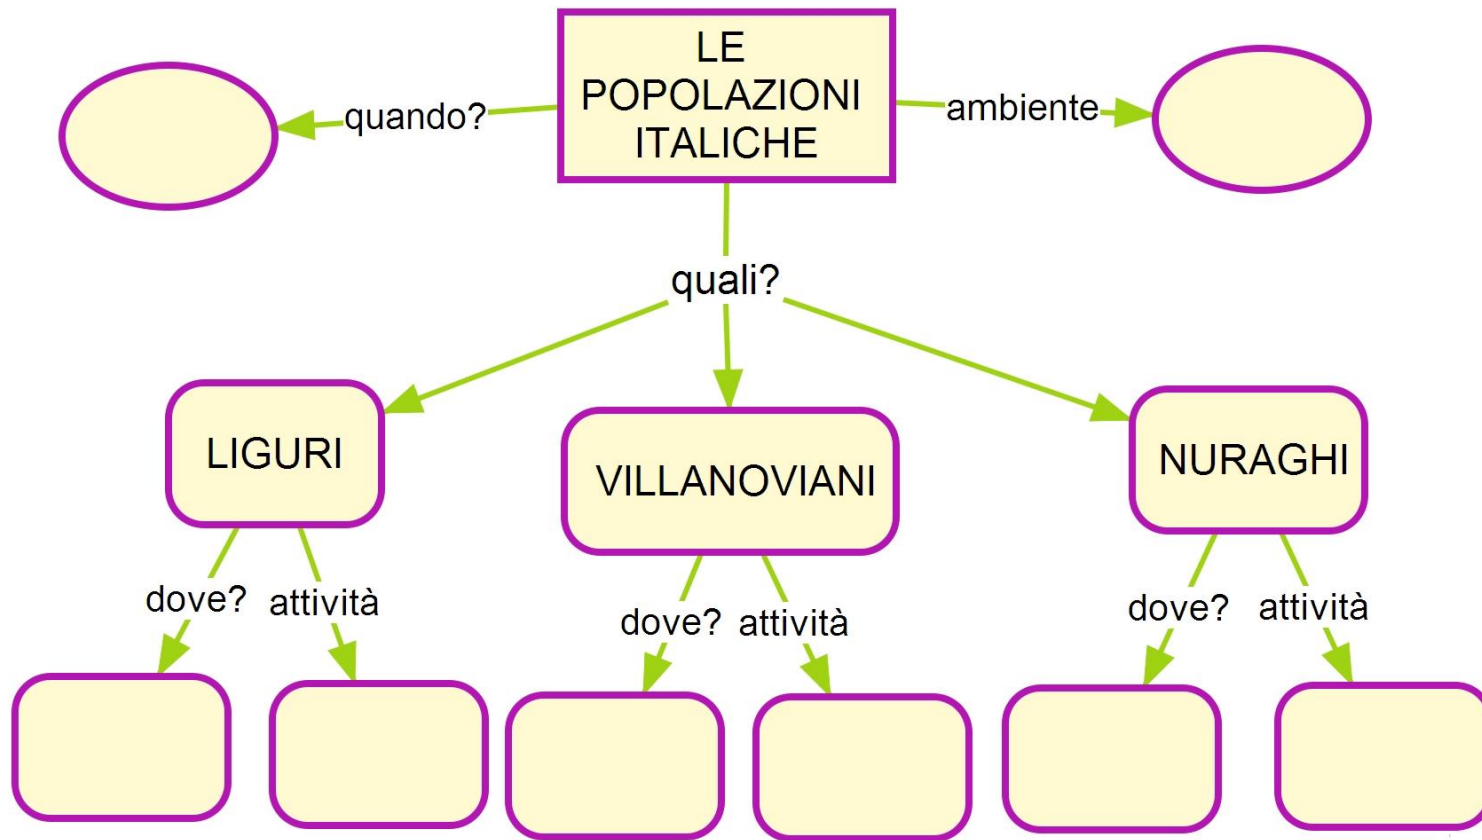 LE
POPOLAZIONI
ITALICHE
quando?
ambiente
quali?
LIGURI
VILLANOVIANI
NURAGHI
dove?
attività
dove?
attività
dove?
attività